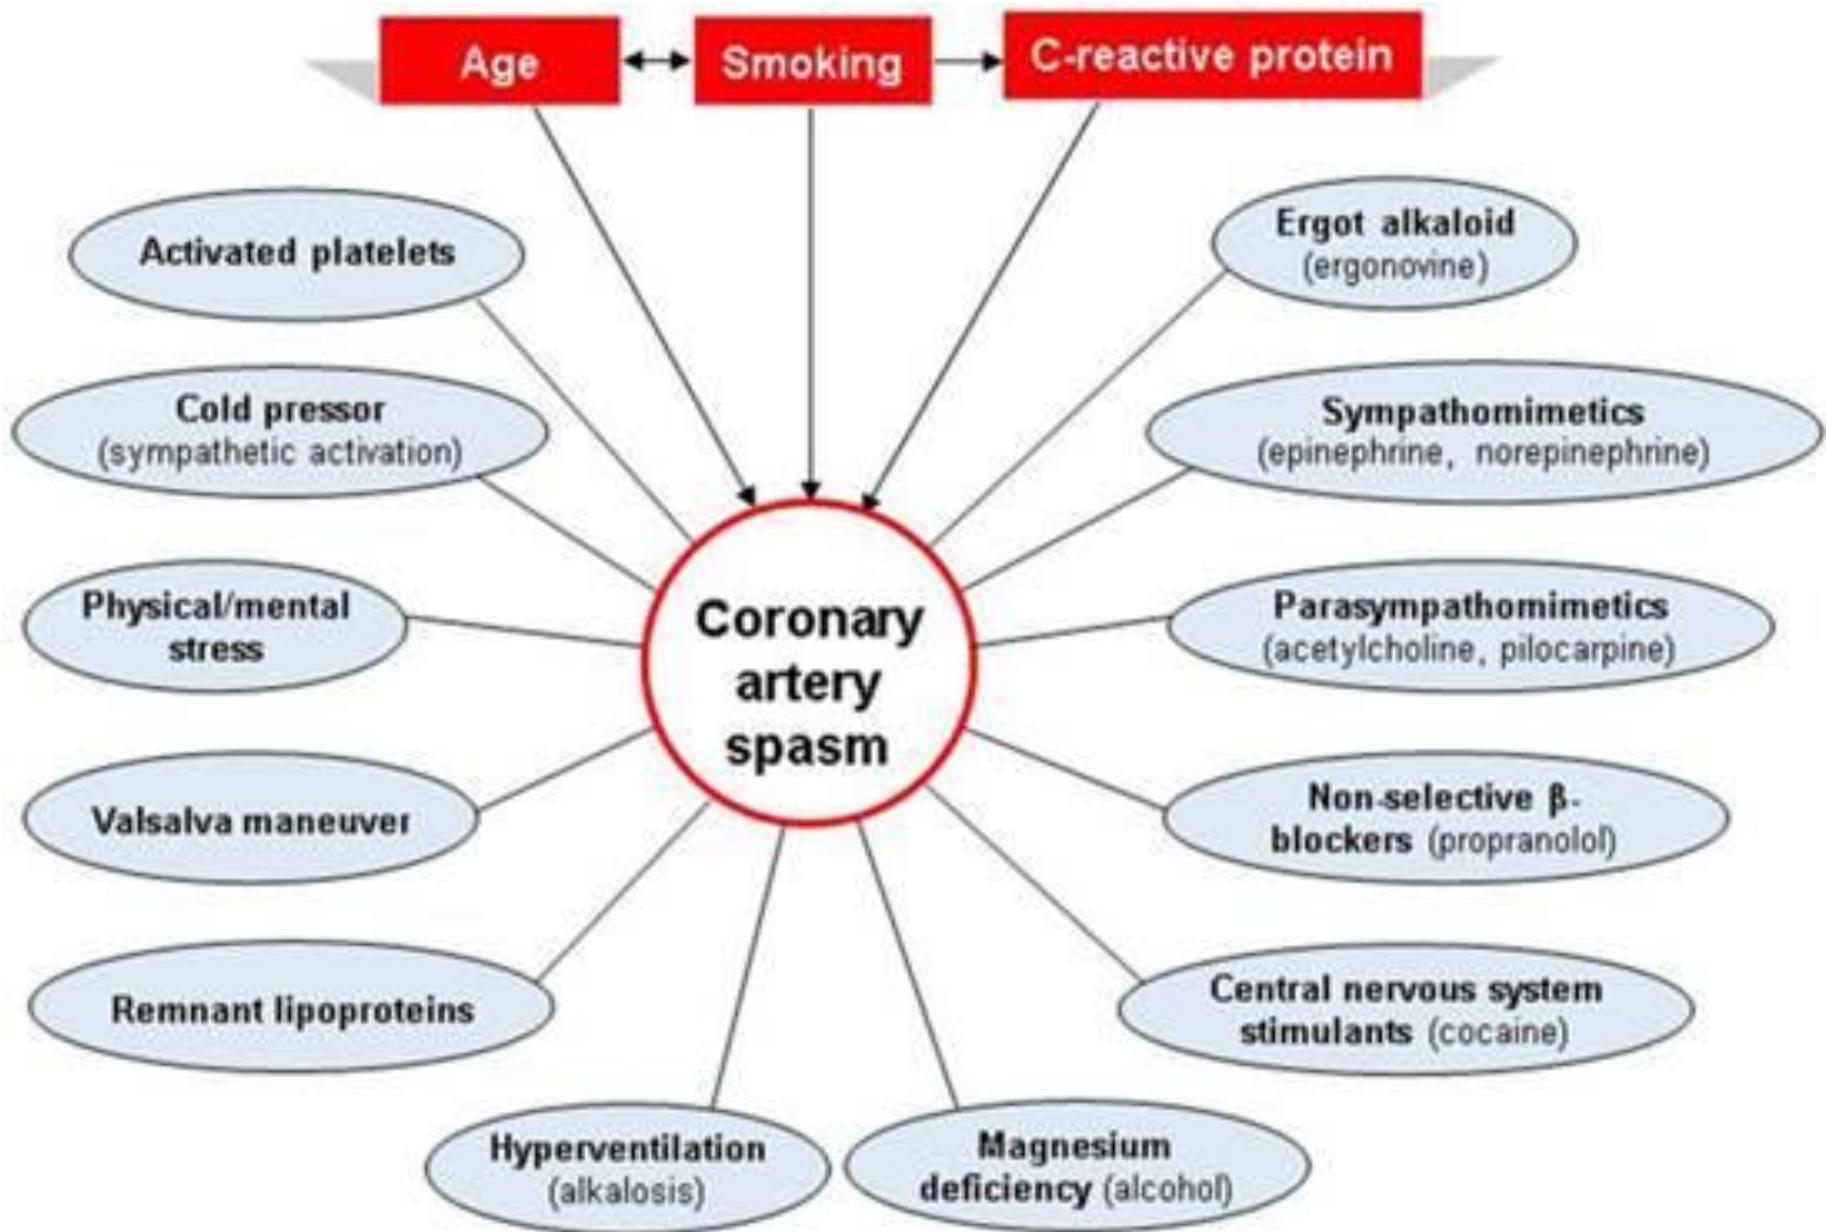 Age
Smoking
C-reactive protein
Activated platelets
Ergot alkaloid
(ergonovine)
Cold pressor
(sympathetic activation)
Sympathomimetics
(epinephrine, norepinephrine)
Physical/mental
stress
Coronary
artery
spasm
Parasympathomimetics
(acetylcholine, pilocarpine)
Valsalva maneuver
Non-selective β-
blockers (propranolol)
Remnant lipoproteins
Central nervous system
stimulants (cocaine)
Hyperventilation
(alkalosis)
Magnesium
deficiency (alcohol)